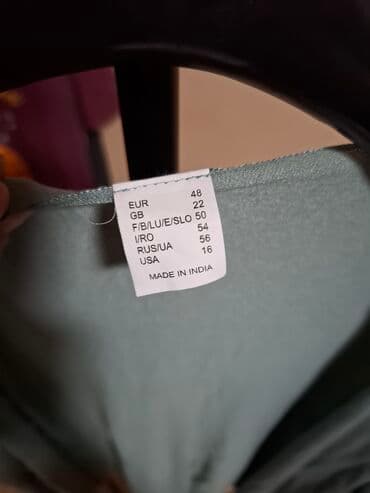 EUR 48
GB 22
F/B/LU/E/SLO 50
I/RO 54
RUS/UA 56
USA 16
MADE IN INDIA